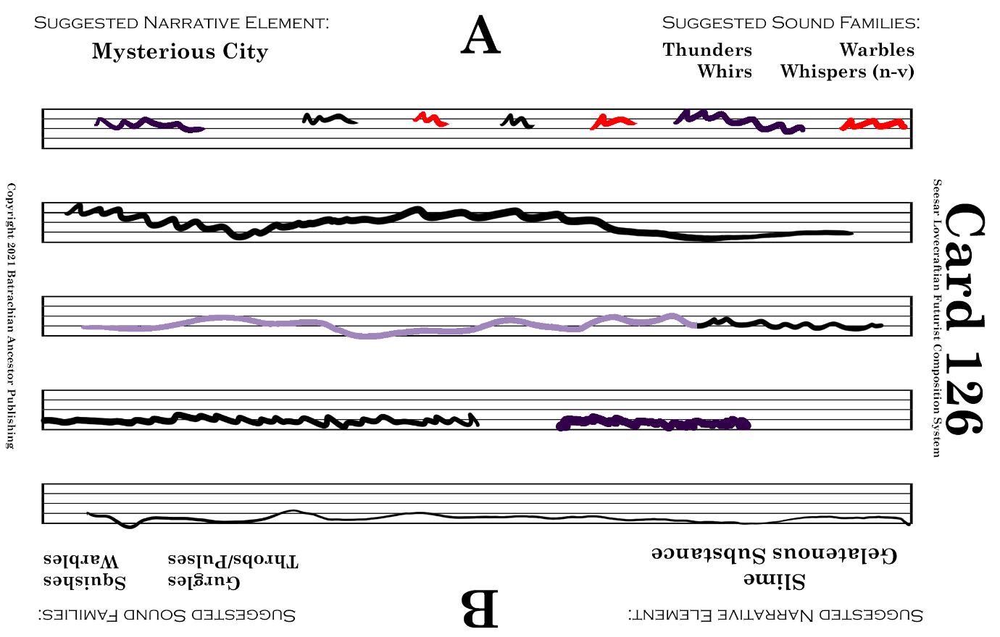 Suggested Narrative Element:
Mysterious City
A
Suggested Sound Families:
Thunders Warbles
Whirs Whispers (n-v)
Copyright 2021 Batrachian Ancestor Publishing
Card 126
Seesar Lovecraftian Futurist Composition System
B
Suggested Narrative Element:
Slime
Gelatenous Substance
Suggested Sound Families:
Gurgles Squishes
Throbs/Pulses Warbles